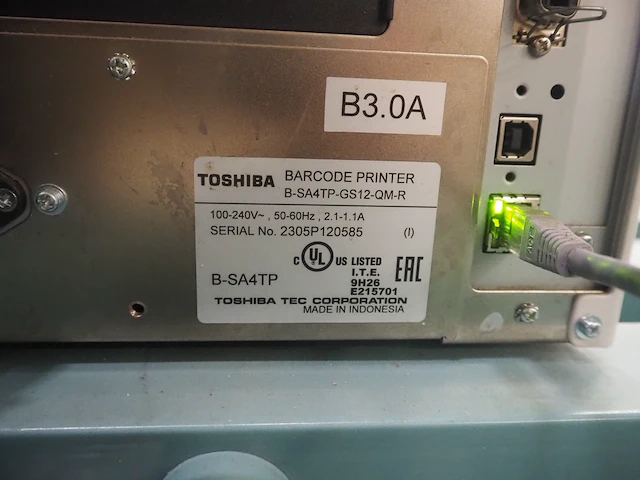 B3.0A
TOSHIBA BARCODE PRINTER
B-SA4TP-GS12-QM-R
100-240V~, 50-60Hz, 2.1-1.1A
SERIAL No. 2305P120585 (I)
C UL US LISTED
I.T.E.
9H26
E215701
EAC
B-SA4TP
TOSHIBA TEC CORPORATION
MADE IN INDONESIA